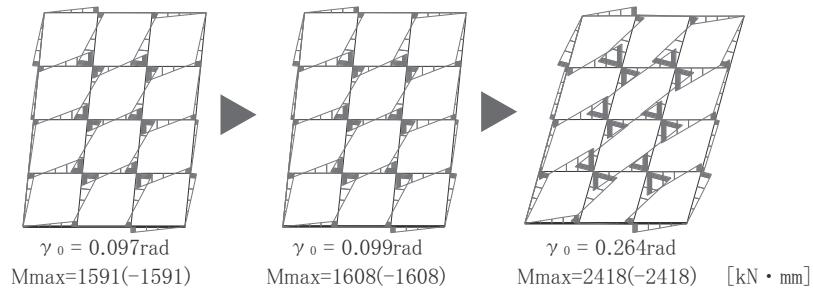 γ₀ = 0.097rad
Mmax=1591(−1591)
γ₀ = 0.099rad
Mmax=1608(−1608)
γ₀ = 0.264rad
Mmax=2418(−2418) [kN・mm]